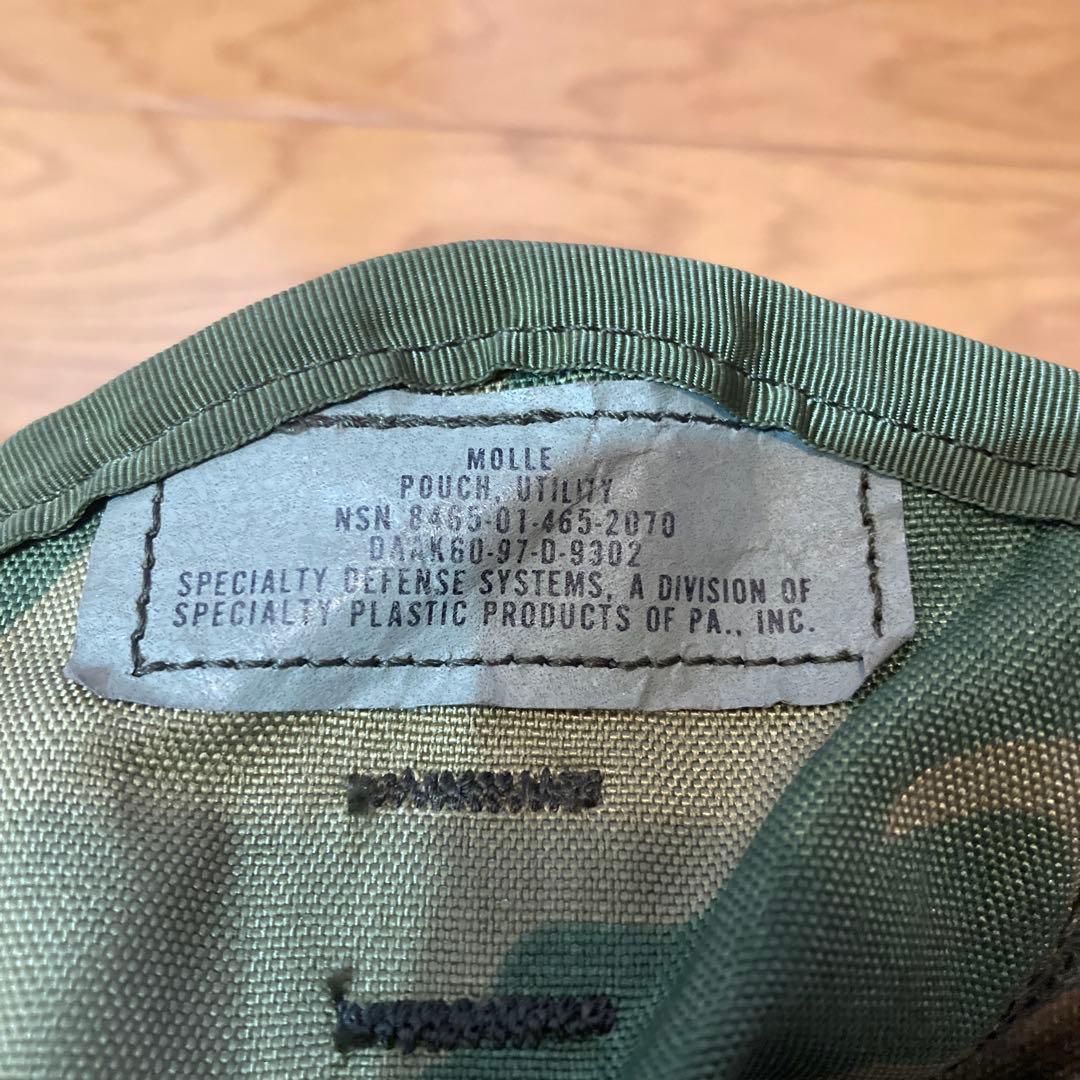 MOLLE
POUCH, UTILITY
NSN 8465-01-465-2070
DAAK60-97-D-9302
SPECIALTY DEFENSE SYSTEMS, A DIVISION OF
SPECIALTY PLASTIC PRODUCTS OF PA., INC.